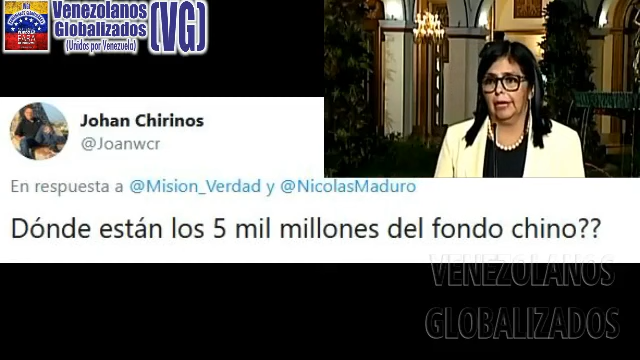 Venezolanos
Globalizados
(Unidos por Venezuela)
(VG)
Johan Chirinos
@Joanwcr
En respuesta a @Mision_Verdad y @NicolasMaduro
Dónde están los 5 mil millones del fondo chino??
VENEZOLANOS
GLOBALIZADOS